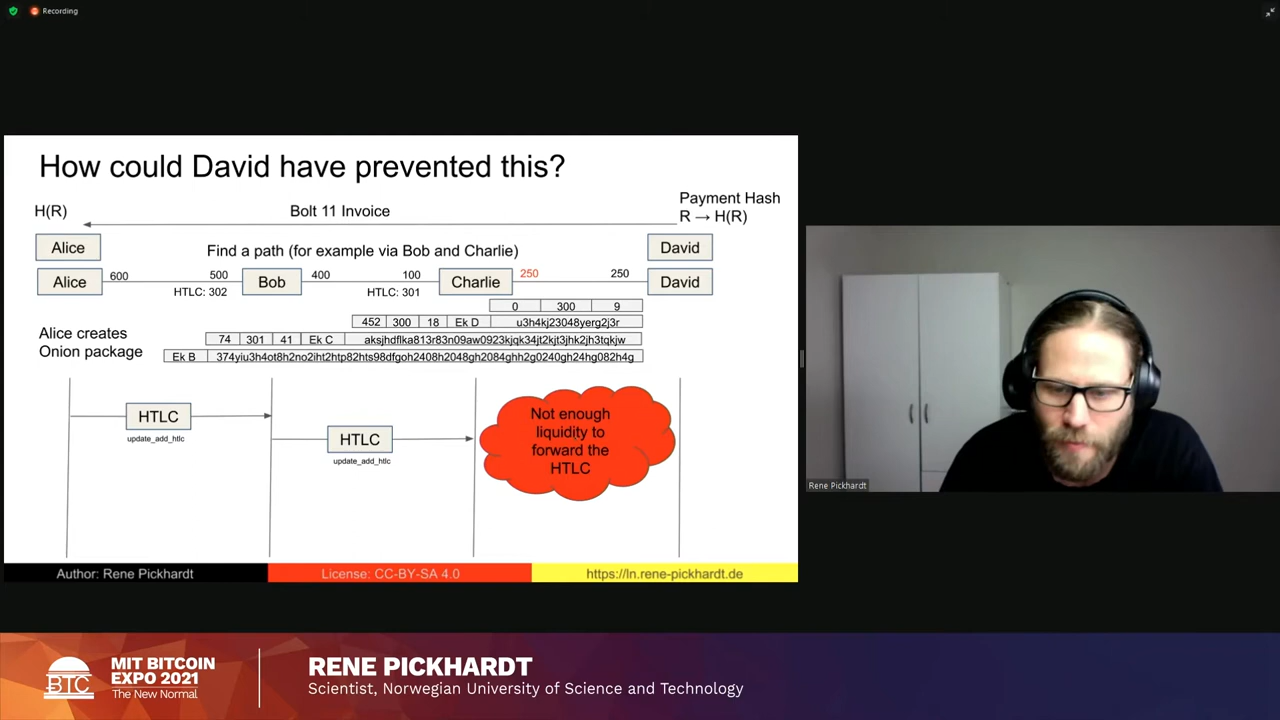 Recording
How could David have prevented this?
H(R)
Bolt 11 Invoice
Payment Hash
R → H(R)
Alice
Find a path (for example via Bob and Charlie)
David
Alice
600
500
HTLC: 302
Bob
400
100
HTLC: 301
Charlie
250
250
David
0 300 9
452 300 18 Ek D u3h4kj23048yerg2j3r
74 301 41 Ek C aksjhdflka813r83n09aw0923kjqk34jt2kjt3jhk2jh3tqkjw
Ek B 374yiu3h4ot8h2no2iht2htp82hts98dfgoh2408h2048gh2084ghh2g0240gh24hg082h4g
Alice creates
Onion package
HTLC
update_add_htlc
HTLC
update_add_htlc
Not enough
liquidity to
forward the
HTLC
Author: Rene Pickhardt
License: CC-BY-SA 4.0
https://ln.rene-pickhardt.de
Rene Pickhardt
BTC
MIT BITCOIN
EXPO 2021
The New Normal
RENE PICKHARDT
Scientist, Norwegian University of Science and Technology